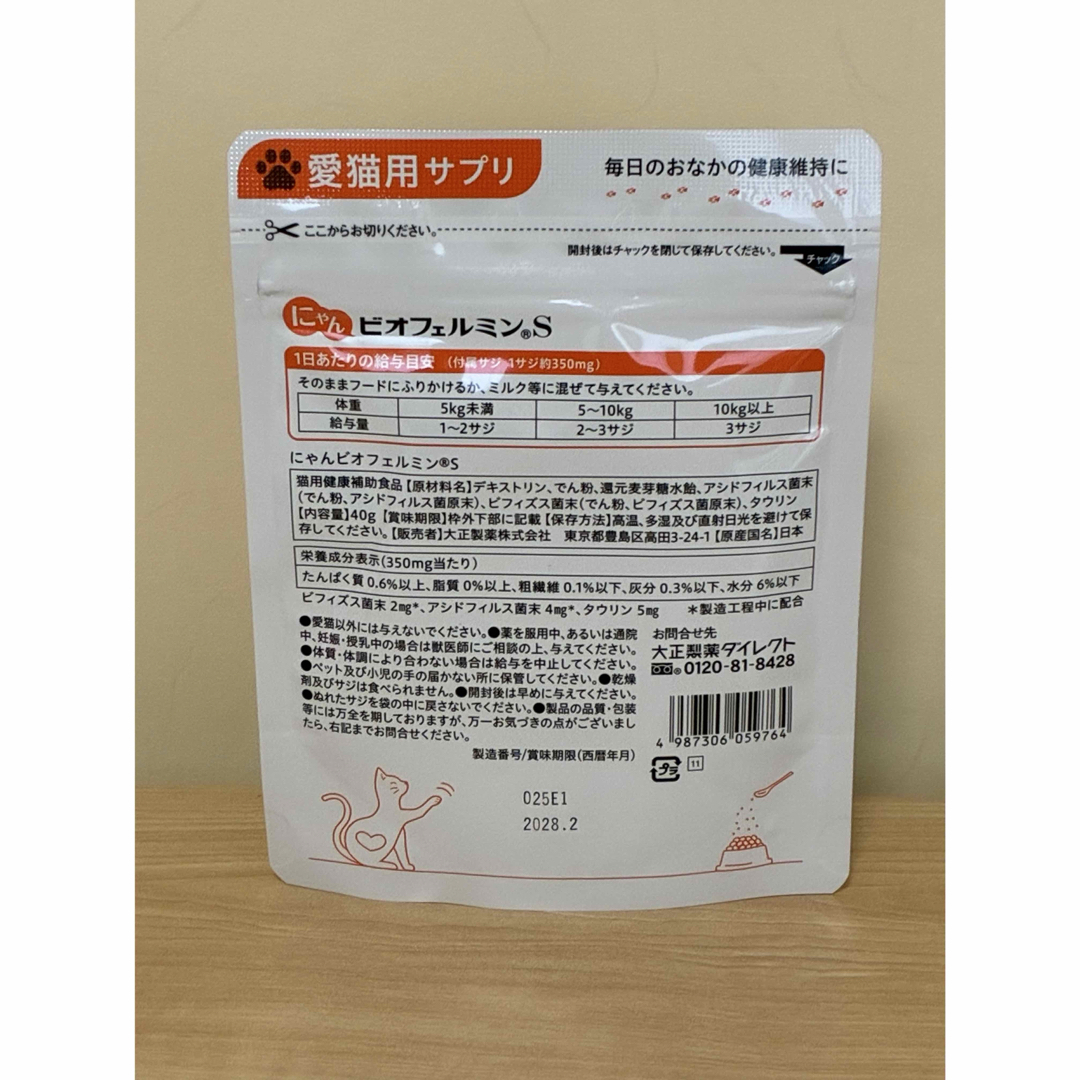 愛猫用サプリ
毎日のおなかの健康維持に
ここからお切りください。
開封後はチャックを閉じて保存してください。
チャック
にゃん ビオフェルミン®S
1日あたりの給与目安 (付属サジ 1サジ約350mg)
そのままフードにふりかけるか、ミルク等に混ぜて与えてください。
体重 5kg未満 5〜10kg 10kg以上
給与量 1〜2サジ 2〜3サジ 3サジ
にゃんビオフェルミン®S
猫用健康補助食品【原材料名】デキストリン、でん粉、還元麦芽糖水飴、アシドフィルス菌末
(でん粉、アシドフィルス菌原末)、ビフィズス菌末(でん粉、ビフィズス菌原末)、タウリン
【内容量】40g【賞味期限】枠外下部に記載【保存方法】高温、多湿及び直射日光を避けて保
存してください。【販売者】大正製薬株式会社 東京都豊島区高田3-24-1【原産国名】日本
栄養成分表示(350mg当たり)
たんぱく質 0.6%以上、脂質 0%以上、粗繊維 0.1%以下、灰分 0.3%以下、水分 6%以下
ビフィズス菌末 2mg*、アシドフィルス菌末 4mg*、タウリン 5mg *製造工程中に配合
●愛猫以外には与えないでください。●薬を服用中、あるいは通院
中、妊娠・授乳中の場合は獣医師にご相談の上、与えてください。
●体質・体調により合わない場合は給与を中止してください。
●ペット及び小児の手の届かない所に保管してください。●乾燥
剤及びサジは食べられません。●開封後は早めに与えてください。
●ぬれたサジを袋の中に戻さないでください。●製品の品質・包装
等には万全を期しておりますが、万一お気づきの点がございまし
たら、右記までお問合せください。
お問合せ先
大正製薬ダイレクト
0120-81-8428
4 987306 059764
プラ
11
製造番号/賞味期限(西暦年月)
025E1
2028.2